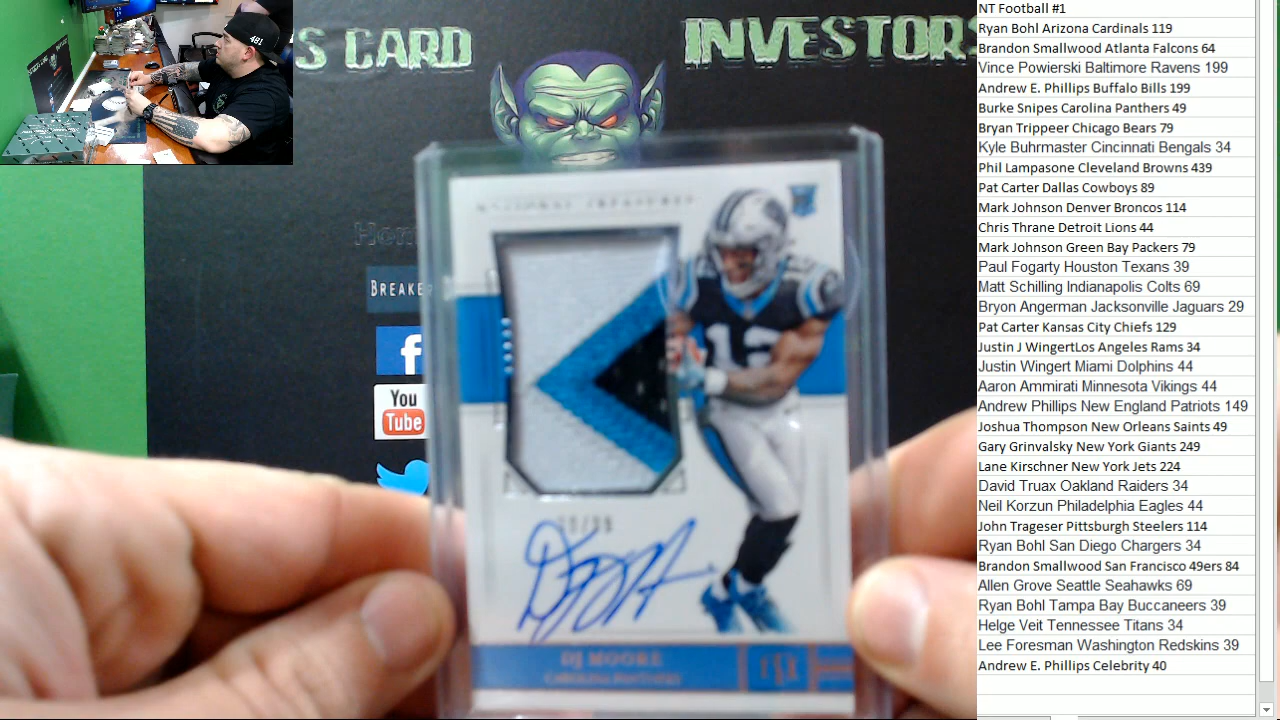 S CARD INVESTORS
481
BREAKE
f
You
Tube
NATIONAL TREASURES
12
DJ MOORE
CAROLINA PANTHERS
NT Football #1
Ryan Bohl Arizona Cardinals 119
Brandon Smallwood Atlanta Falcons 64
Vince Powierski Baltimore Ravens 199
Andrew E. Phillips Buffalo Bills 199
Burke Snipes Carolina Panthers 49
Bryan Trippeer Chicago Bears 79
Kyle Buhrmaster Cincinnati Bengals 34
Phil Lampasone Cleveland Browns 439
Pat Carter Dallas Cowboys 89
Mark Johnson Denver Broncos 114
Chris Thrane Detroit Lions 44
Mark Johnson Green Bay Packers 79
Paul Fogarty Houston Texans 39
Matt Schilling Indianapolis Colts 69
Bryon Angerman Jacksonville Jaguars 29
Pat Carter Kansas City Chiefs 129
Justin J WingertLos Angeles Rams 34
Justin Wingert Miami Dolphins 44
Aaron Ammirati Minnesota Vikings 44
Andrew Phillips New England Patriots 149
Joshua Thompson New Orleans Saints 49
Gary Grinvalsky New York Giants 249
Lane Kirschner New York Jets 224
David Truax Oakland Raiders 34
Neil Korzun Philadelphia Eagles 44
John Trageser Pittsburgh Steelers 114
Ryan Bohl San Diego Chargers 34
Brandon Smallwood San Francisco 49ers 84
Allen Grove Seattle Seahawks 69
Ryan Bohl Tampa Bay Buccaneers 39
Helge Veit Tennessee Titans 34
Lee Foresman Washington Redskins 39
Andrew E. Phillips Celebrity 40